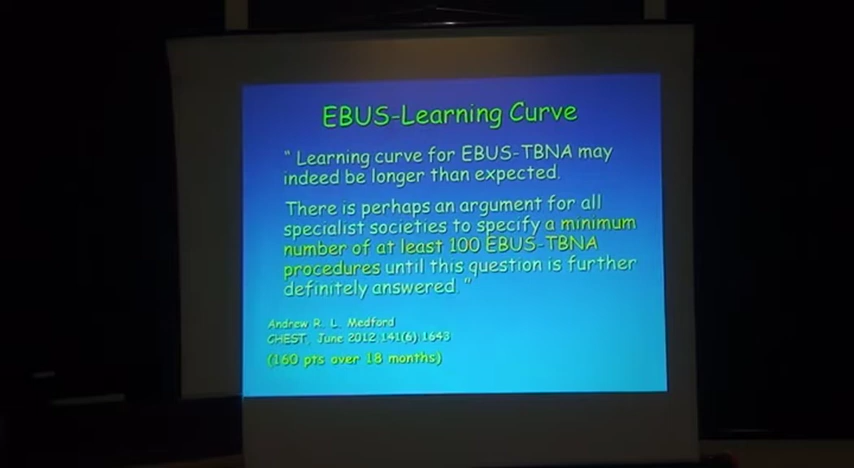 EBUS-Learning Curve
" Learning curve for EBUS-TBNA may
indeed be longer than expected.
There is perhaps an argument for all
specialist societies to specify a minimum
number of at least 100 EBUS-TBNA
procedures until this question is further
definitely answered. "
Andrew R. L. Medford
CHEST, June 2012 141(6) 1643
(160 pts over 18 months)